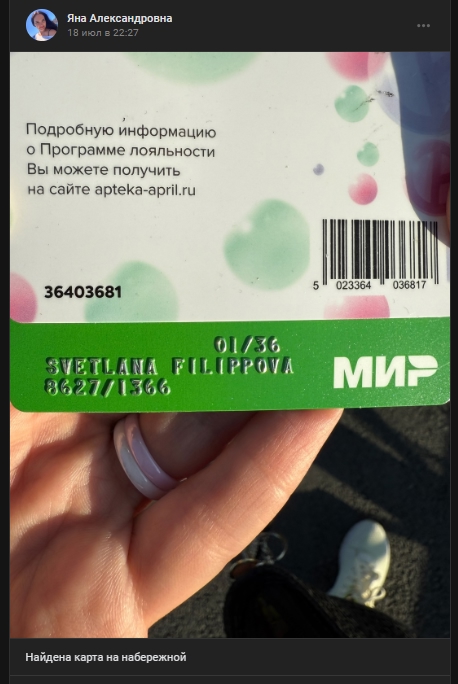 Яна Александровна
18 июл в 22:27
Подробную информацию
о Программе лояльности
Вы можете получить
на сайте apteka-april.ru
5 023364 036817
36403681
01/36
SVETLANA FILIPPOVA
8627/1366
МИР
Найдена карта на набережной